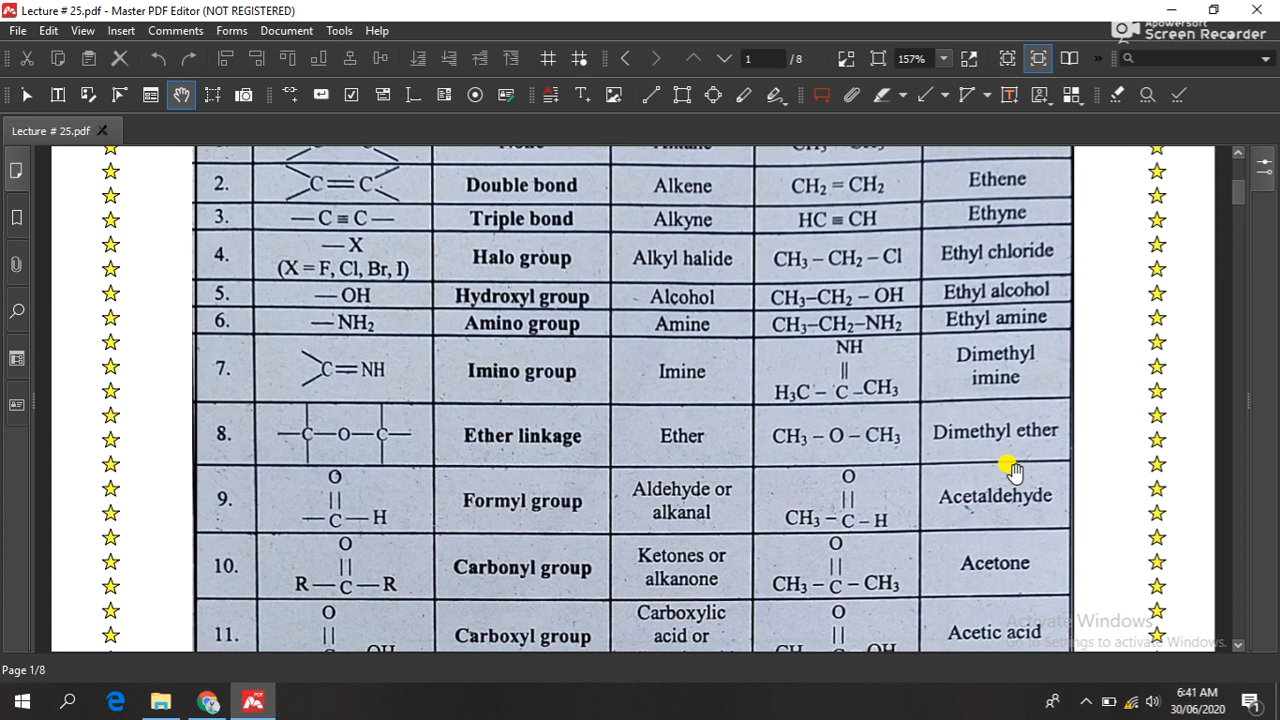 Lecture # 25.pdf - Master PDF Editor (NOT REGISTERED)
File Edit View Insert Comments Forms Document Tools Help
Apowersoft
Screen Recorder
1 /8 157%
Lecture # 25.pdf
2. C=C Double bond Alkene CH₂ = CH₂ Ethene
3. —C≡C— Triple bond Alkyne HC ≡ CH Ethyne
4. —X
(X = F, Cl, Br, I) Halo group Alkyl halide CH₃ – CH₂ – Cl Ethyl chloride
5. —OH Hydroxyl group Alcohol CH₃–CH₂ – OH Ethyl alcohol
6. —NH₂ Amino group Amine CH₃–CH₂–NH₂ Ethyl amine
7. C=NH Imino group Imine
NH
||
H₃C – C –CH₃
Dimethyl
imine
8. —C—O—C— Ether linkage Ether CH₃ – O – CH₃ Dimethyl ether
9.
O
||
—C—H
Formyl group
Aldehyde or
alkanal
O
||
CH₃ – C – H
Acetaldehyde
10.
O
||
R—C—R
Carbonyl group
Ketones or
alkanone
O
||
CH₃ – C – CH₃
Acetone
11.
O
||
Carboxyl group
Carboxylic
acid or
O
||
Acetic acid
Activate Windows
Go to Settings to activate Windows.
Page 1/8
6:41 AM
30/06/2020